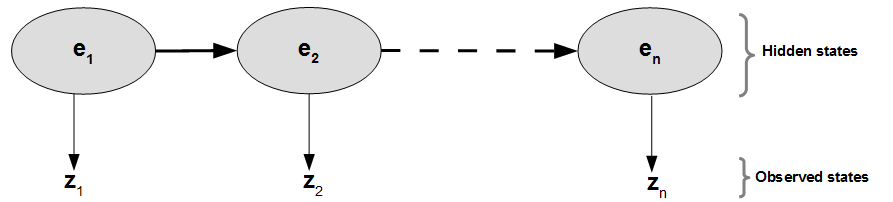 e1 e2 en Hidden states
z1 z2 zn Observed states